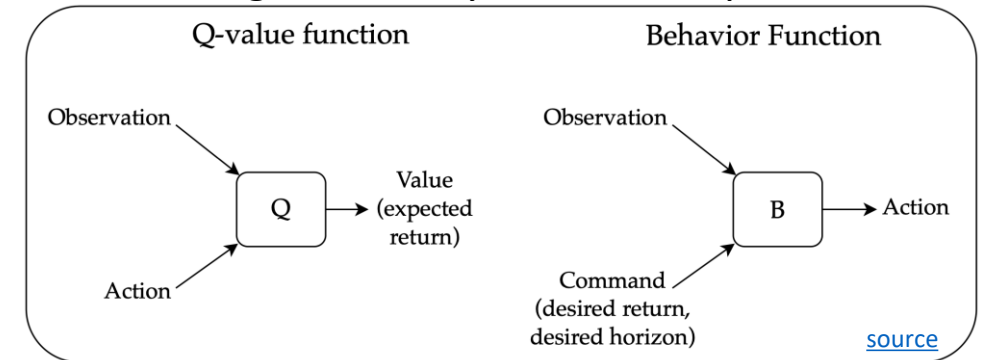 Q-value function
Observation
Q
Value
(expected
return)
Action
Behavior Function
Observation
B
Action
Command
(desired return,
desired horizon)
source